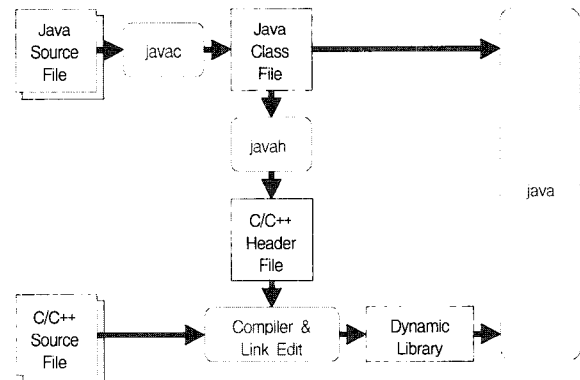 Java
Source
File
javac
Java
Class
File
javah
java
C/C++
Header
File
C/C++
Source
File
Compiler &
Link Edit
Dynamic
Library